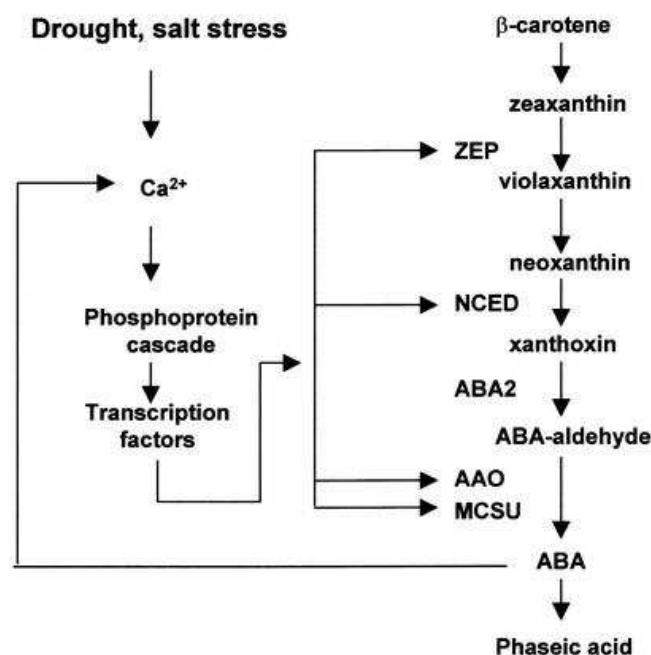 Drought, salt stress
Ca²⁺
Phosphoprotein
cascade
Transcription
factors
ZEP
NCED
ABA2
AAO
MCSU
β-carotene
zeaxanthin
violaxanthin
neoxanthin
xanthoxin
ABA-aldehyde
ABA
Phaseic acid